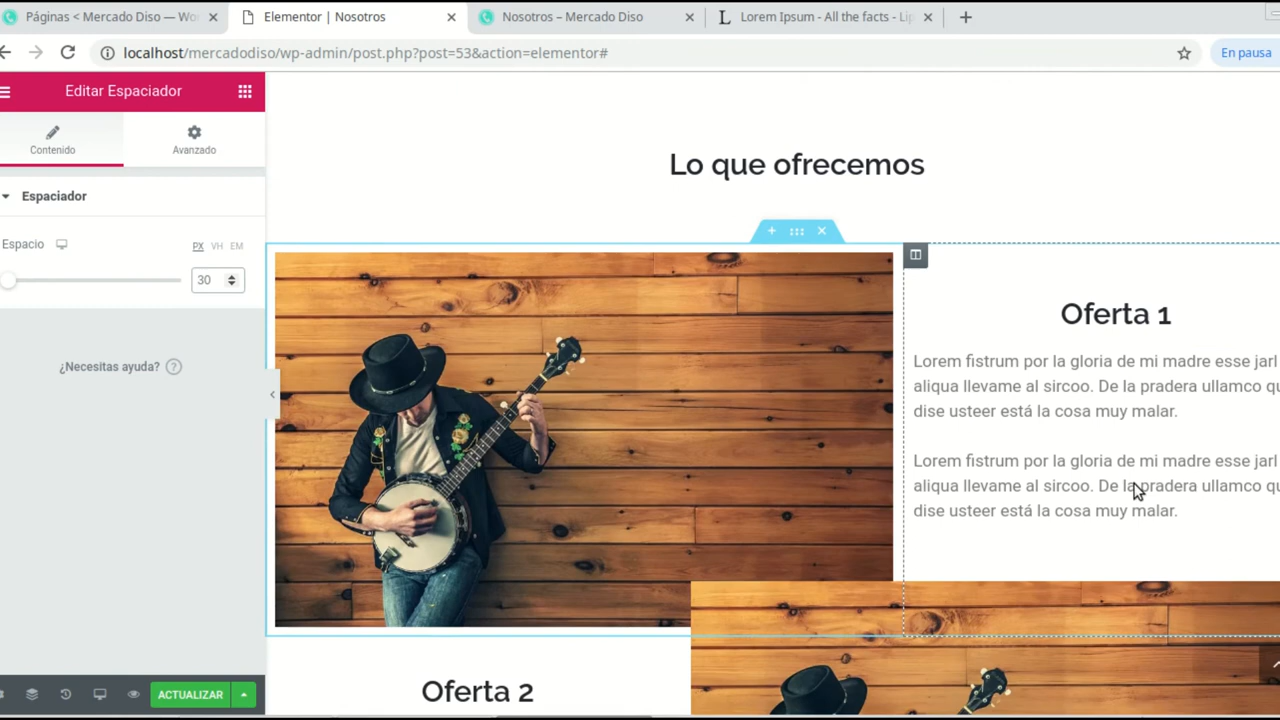 Páginas < Mercado Diso — Wo
Elementor | Nosotros
Nosotros – Mercado Diso
Lorem Ipsum - All the facts - Li
localhost/mercadodiso/wp-admin/post.php?post=53&action=elementor#
En pausa
Editar Espaciador
Contenido
Avanzado
Espaciador
Espacio
PX VH EM
30
¿Necesitas ayuda? ?
ACTUALIZAR
Lo que ofrecemos
Oferta 1
Lorem fistrum por la gloria de mi madre esse jarl
aliqua llevame al sircoo. De la pradera ullamco qu
dise usteer está la cosa muy malar.
Lorem fistrum por la gloria de mi madre esse jarl
aliqua llevame al sircoo. De la pradera ullamco qu
dise usteer está la cosa muy malar.
Oferta 2